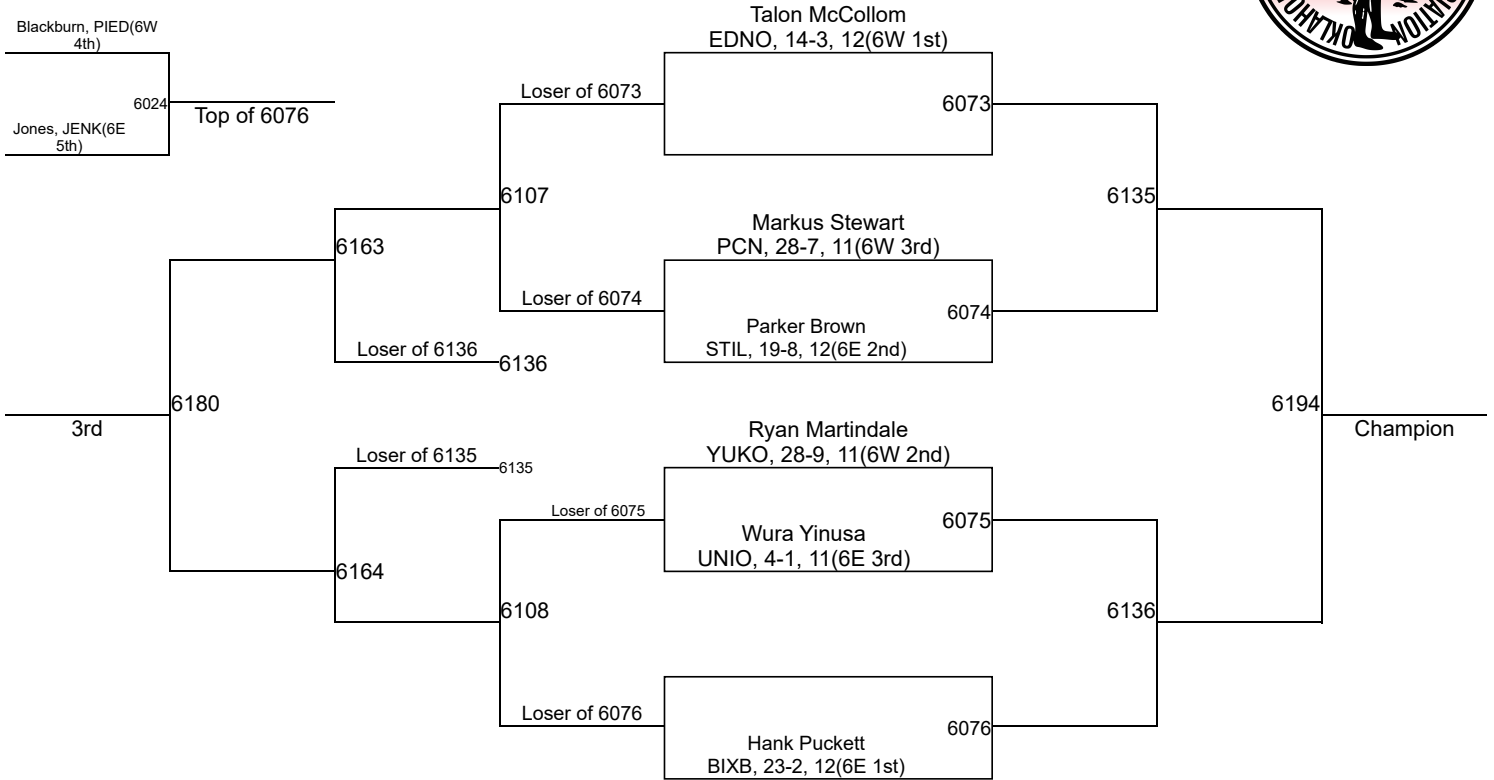 Blackburn, PIED(6W
4th)
6024
Top of 6076
Jones, JENK(6E
5th)
Talon McCollom
EDNO, 14-3, 12(6W 1st)
Loser of 6073
6073
6107
6135
Markus Stewart
PCN, 28-7, 11(6W 3rd)
6163
Loser of 6074
6074
Parker Brown
STIL, 19-8, 12(6E 2nd)
Loser of 6136
6136
6180
3rd
6194
Champion
Ryan Martindale
YUKO, 28-9, 11(6W 2nd)
Loser of 6135
6135
Loser of 6075
6075
Wura Yinusa
UNIO, 4-1, 11(6E 3rd)
6164
6108
6136
Loser of 6076
6076
Hank Puckett
BIXB, 23-2, 12(6E 1st)